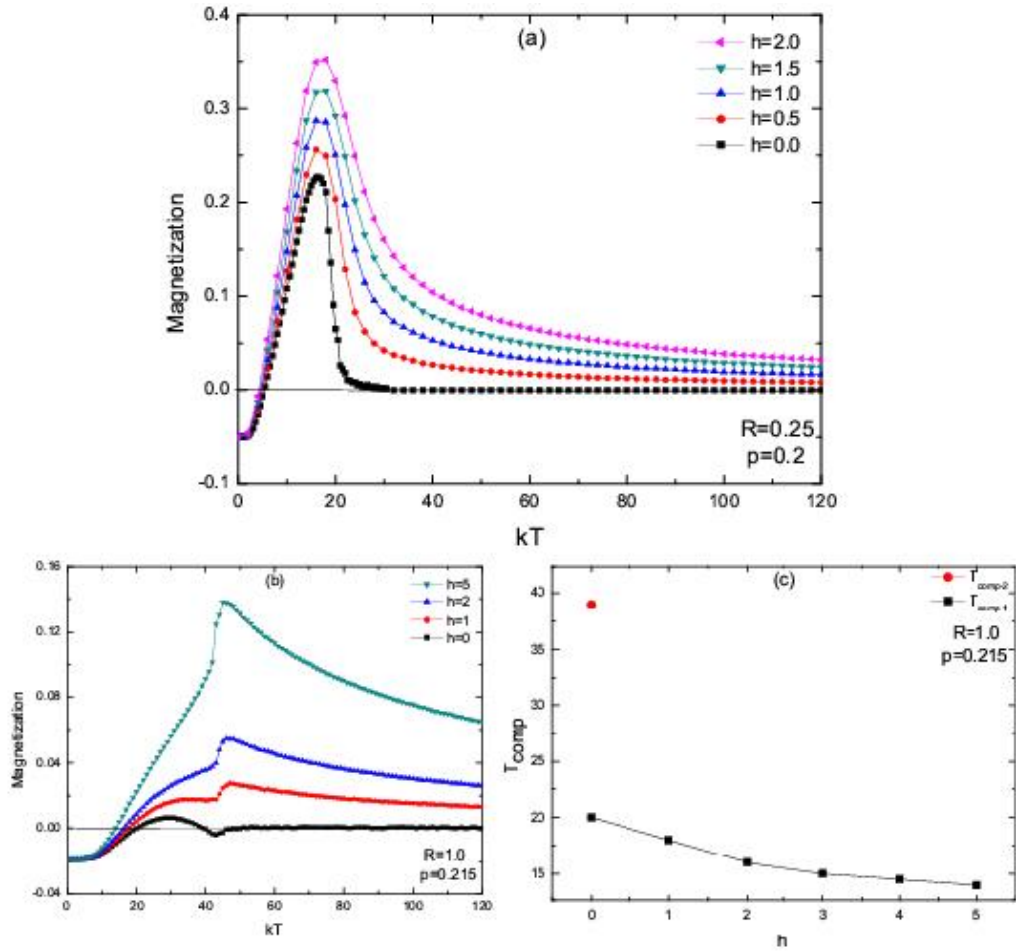 (a)
h=2.0
h=1.5
h=1.0
h=0.5
h=0.0
0.4
0.3
0.2
0.1
0.0
-0.1
Magnetization
R=0.25
p=0.2
0 20 40 60 80 100 120
kT
(b)
h=5
h=2
h=1
h=0
0.16
0.12
0.08
0.04
0.00
-0.04
Magnetization
R=1.0
p=0.215
0 20 40 60 80 100 120
kT
(c)
T comp-2
T comp-1
R=1.0
p=0.215
40
35
30
25
20
15
Tcomp
0 1 2 3 4 5
h